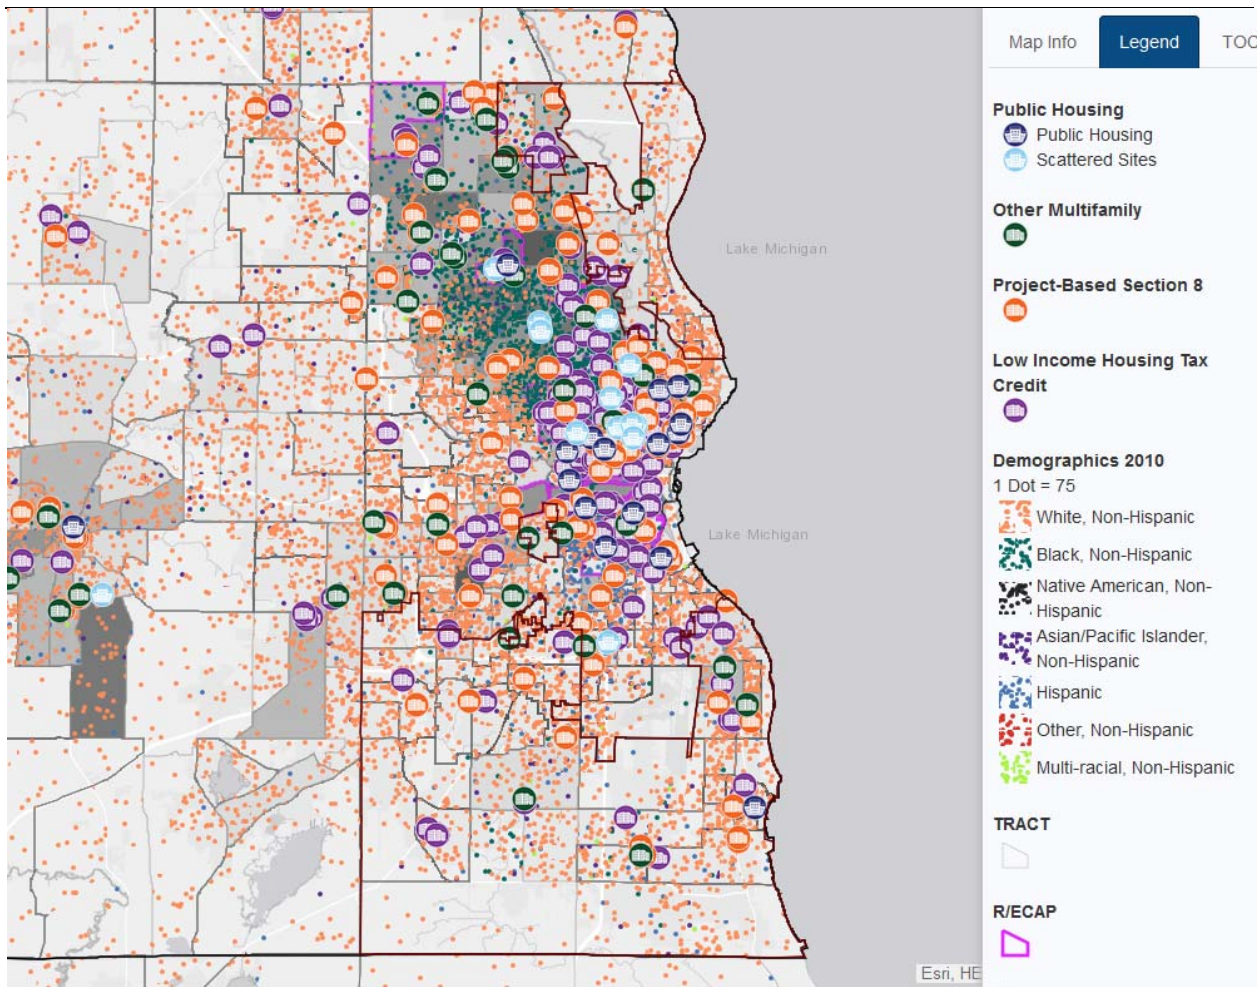 Map Info
Legend
TOC
Public Housing
Public Housing
Scattered Sites
Other Multifamily
Project-Based Section 8
Low Income Housing Tax
Credit
Demographics 2010
1 Dot = 75
White, Non-Hispanic
Black, Non-Hispanic
Native American, Non-
Hispanic
Asian/Pacific Islander,
Non-Hispanic
Hispanic
Other, Non-Hispanic
Multi-racial, Non-Hispanic
TRACT
R/ECAP
Lake Michigan
Lake Michigan
Esri, HE